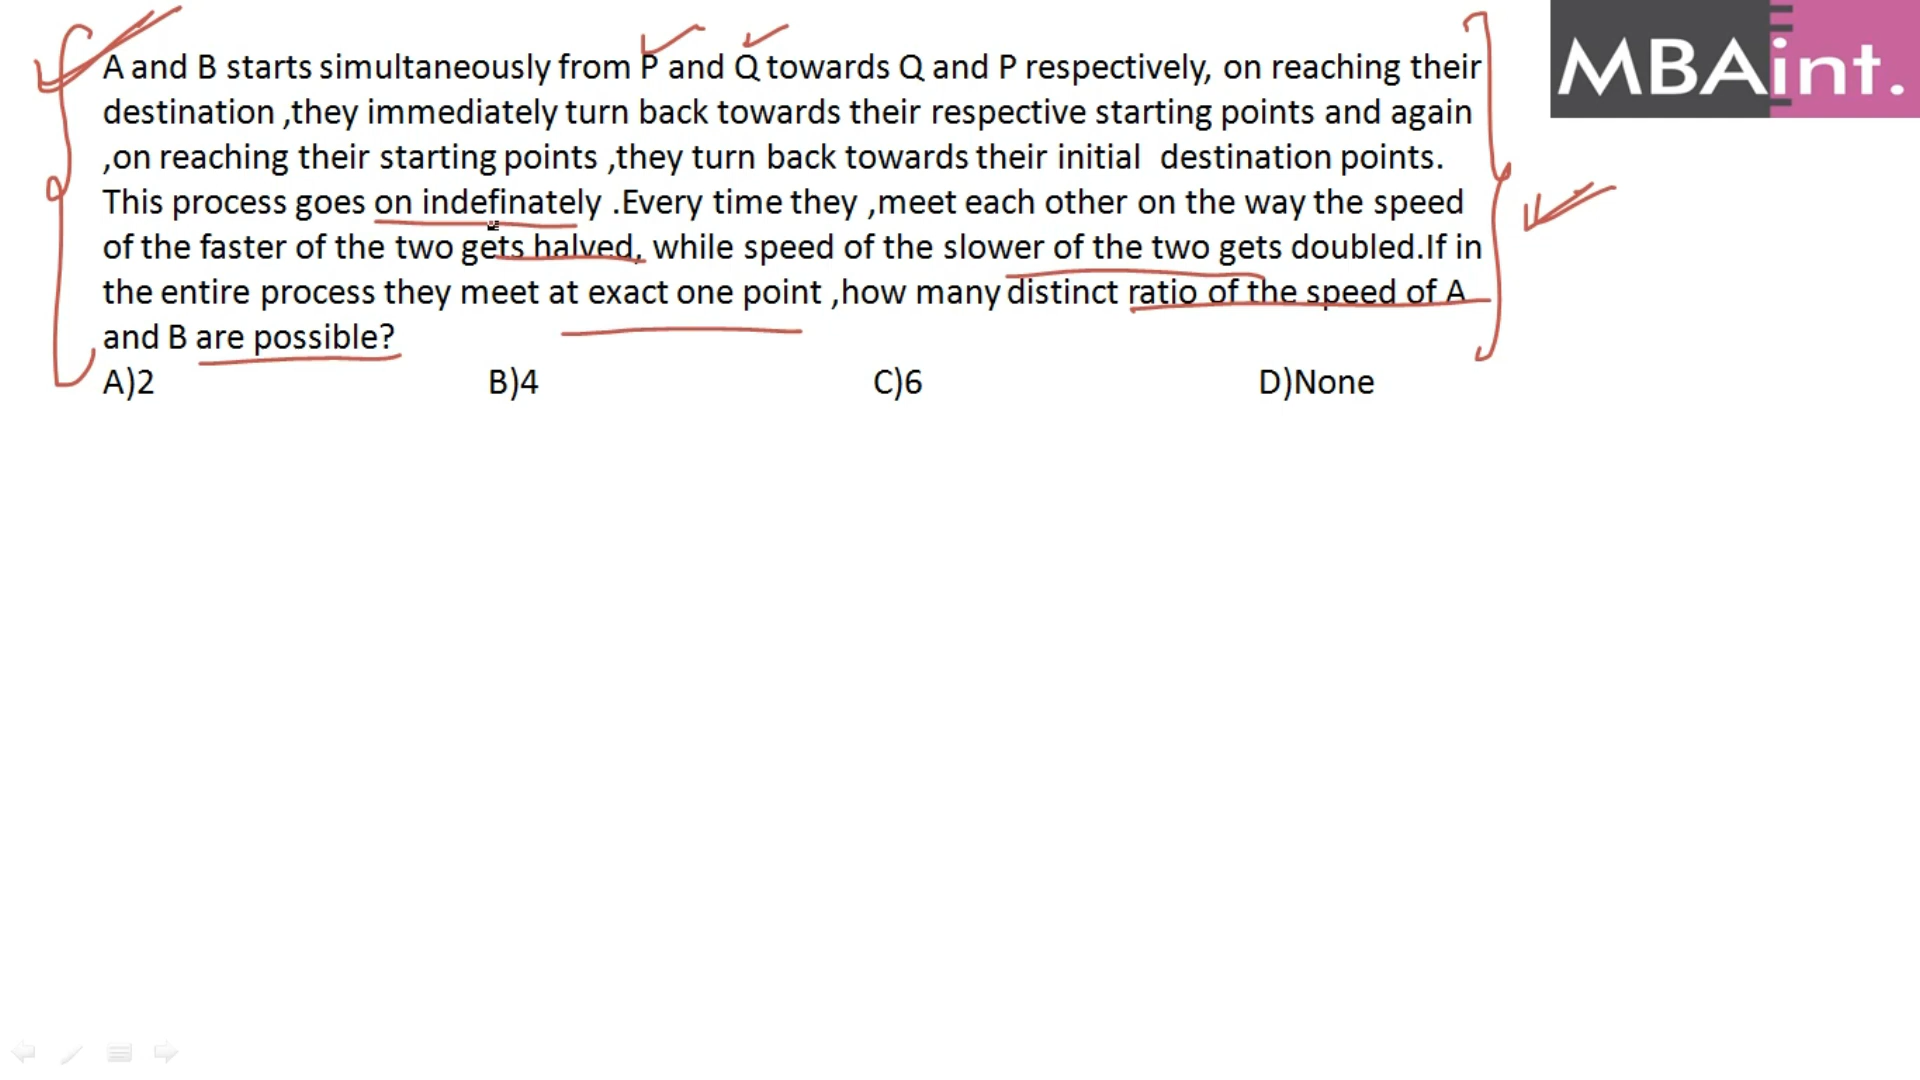 A and B starts simultaneously from P and Q towards Q and P respectively, on reaching their
destination ,they immediately turn back towards their respective starting points and again
,on reaching their starting points ,they turn back towards their initial destination points.
This process goes on indefinately .Every time they ,meet each other on the way the speed
of the faster of the two gets halved, while speed of the slower of the two gets doubled.If in
the entire process they meet at exact one point ,how many distinct ratio of the speed of A
and B are possible?
A)2 B)4 C)6 D)None
MBAint.